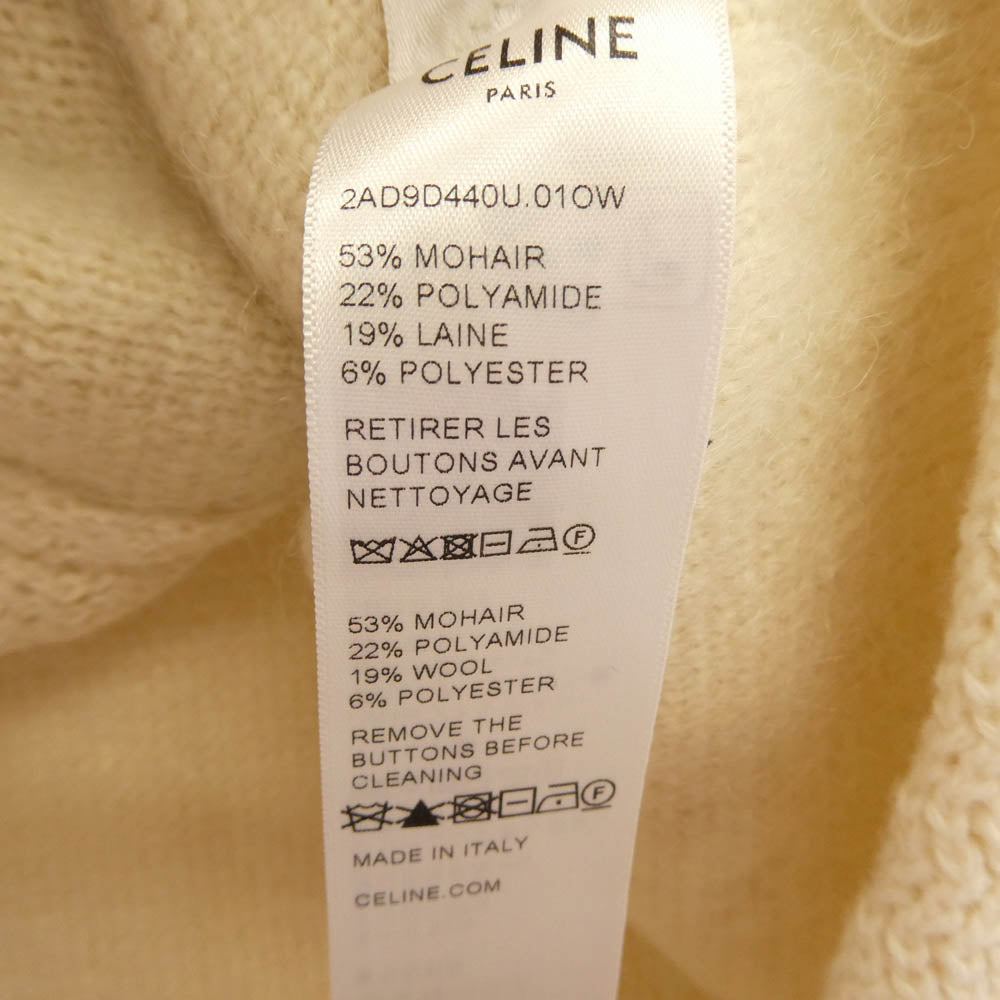 CELINE
PARIS
2AD9D440U.01OW
53% MOHAIR
22% POLYAMIDE
19% LAINE
6% POLYESTER
RETIRER LES
BOUTONS AVANT
NETTOYAGE
F
53% MOHAIR
22% POLYAMIDE
19% WOOL
6% POLYESTER
REMOVE THE
BUTTONS BEFORE
CLEANING
F
MADE IN ITALY
CELINE.COM